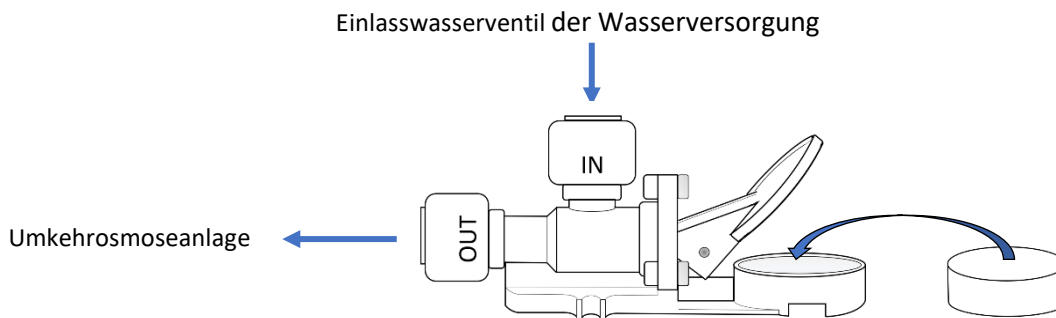 Einlasswasserventil der Wasserversorgung
IN
OUT
Umkehrosmoseanlage